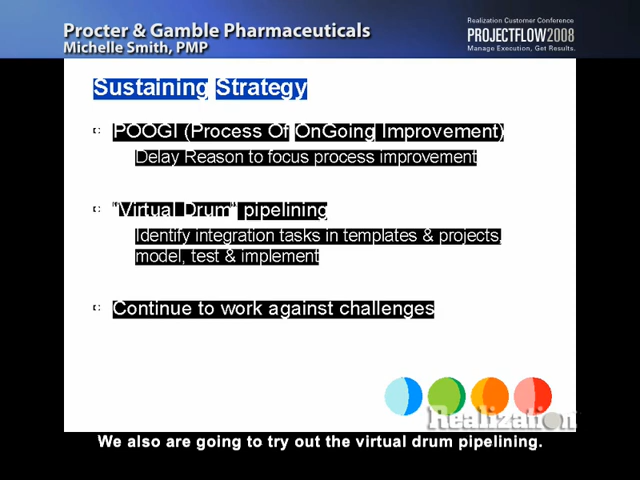 Procter & Gamble Pharmaceuticals
Michelle Smith, PMP
Realization Customer Conference
PROJECTFLOW2008
Manage Execution, Get Results.
Sustaining Strategy
POOGI (Process Of OnGoing Improvement)
Delay Reason to focus process improvement
"Virtual Drum" pipelining
Identify integration tasks in templates & projects,
model, test & implement
Continue to work against challenges
Realization
We also are going to try out the virtual drum pipelining.